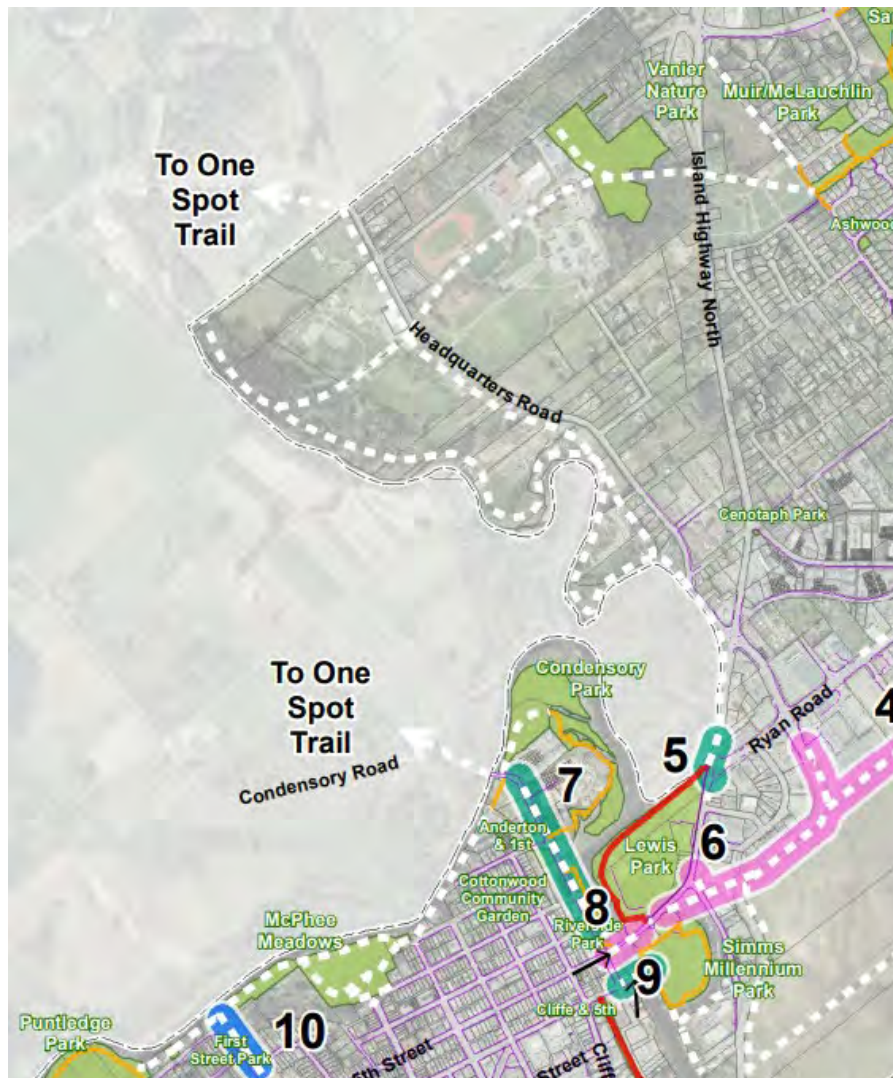 Sa
Vanier
Nature
Park
Muir/McLauchlin
Park
To One
Spot
Trail
Island Highway North
Ashwoo
Headquarters Road
Cenotaph Park
To One
Spot
Trail
Condensory
Park
4
Ryan Road
5
Condensory Road
7
Anderton
& 1st
6
Lewis
Park
Cottonwood
Community
Garden
8
Riverside
Park
McPhee
Meadows
Simms
Millennium
Park
9
Cliffe & 5th
Puntledge
Park
First
Street Park
10
5th Street
Street
Cliff